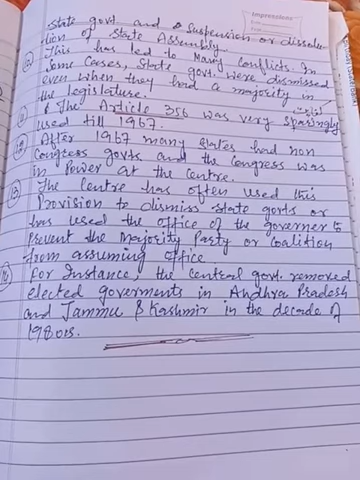 Impressions
state govt and suspension or dissolu-
tion of state Assembly
This has led to Many conflicts. In
Some cases, State govt. were dismissed
even when they had a majority in
the legislature.
& The Article 356 was very sparingly
used till 1967.
After 1967 many states had non
Congress govts and the Congress was
in Power at the Centre.
(13) The Centre has often used this
Provision to dismiss state govts or
has used the office of the governer to
prevent the Majority Party or coalition
from assuming office
(14) for Instance, the central govt. removed
elected goverments in Andhra Pradesh
and Jammu & Kashmir in the decade of
1980s.